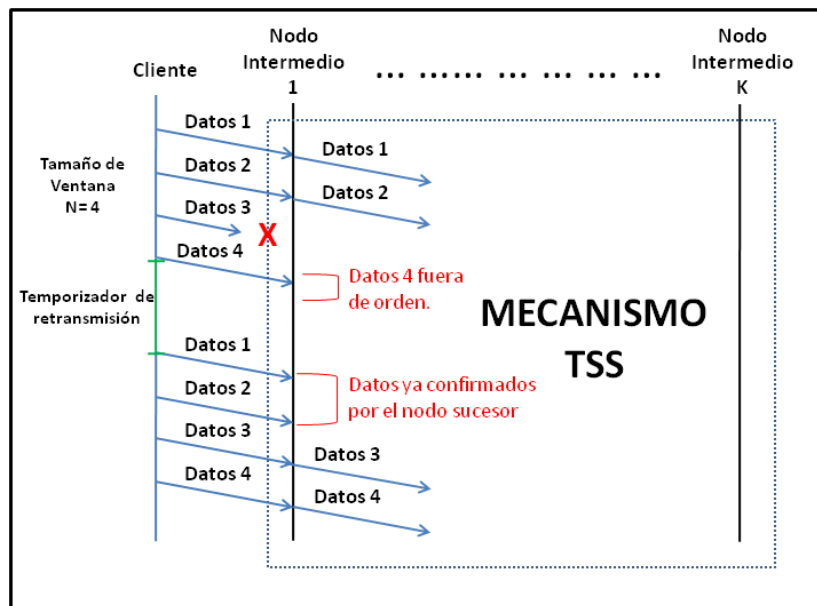 Cliente
Nodo
Intermedio
1
... ...... ... ... ... ... ...
Nodo
Intermedio
K
Tamaño de
Ventana
N= 4
Datos 1
Datos 1
Datos 2
Datos 2
Datos 3
X
Datos 4
Datos 4 fuera
de orden.
Temporizador de
retransmisión
MECANISMO
TSS
Datos 1
Datos 2
Datos ya confirmados
por el nodo sucesor
Datos 3
Datos 3
Datos 4
Datos 4